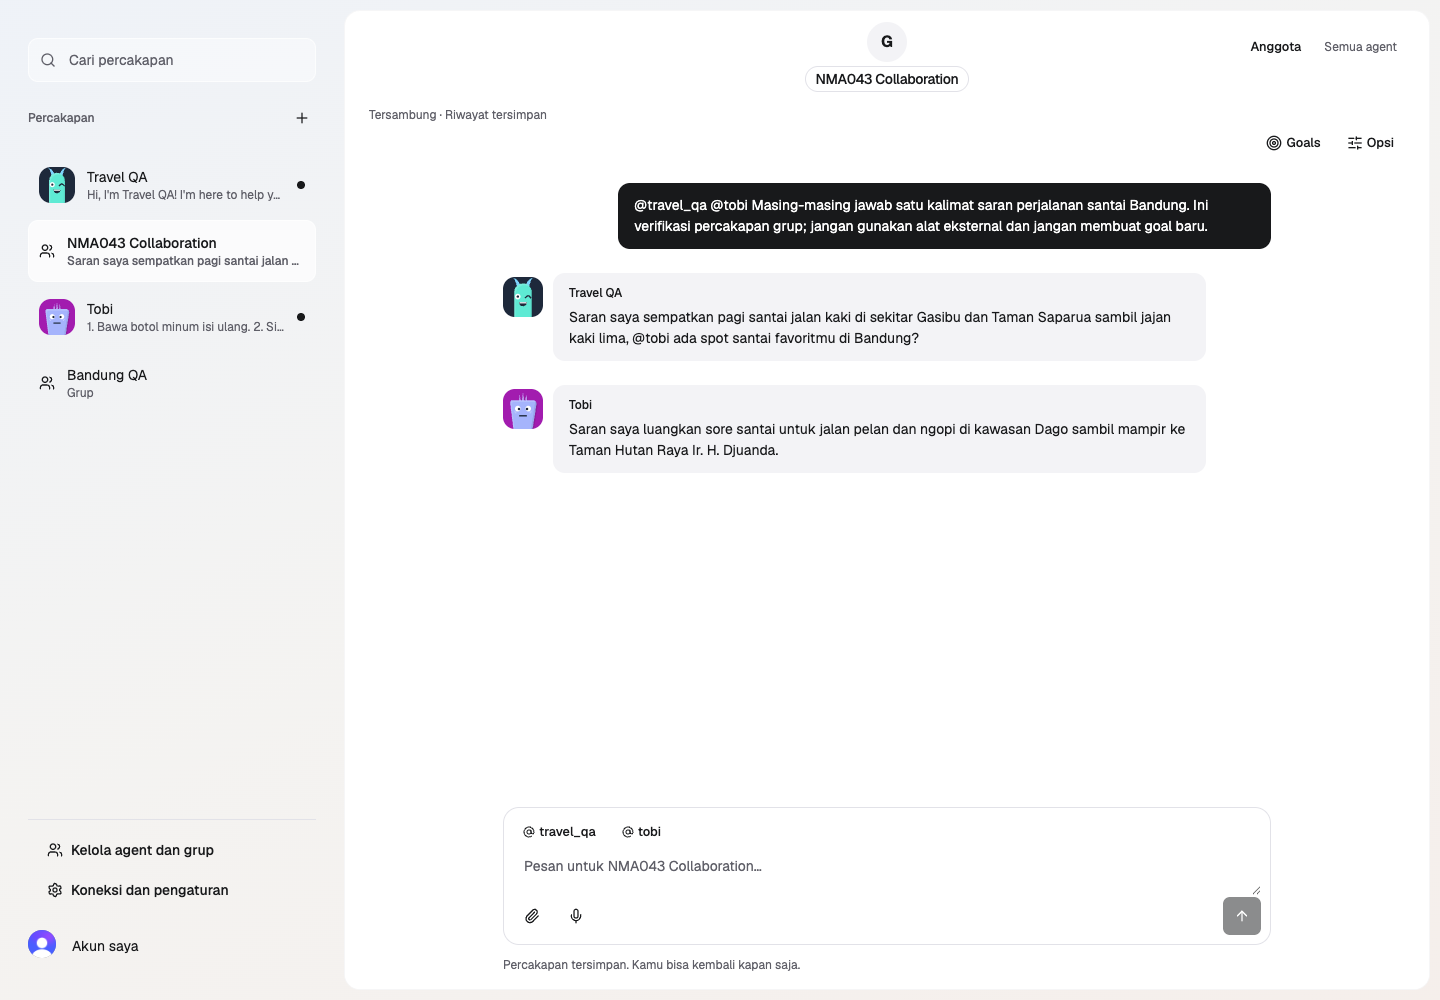 Cari percakapan
Percakapan
Travel QA
Hi, I'm Travel QA! I'm here to help y...
NMA043 Collaboration
Saran saya sempatkan pagi santai jalan ...
Tobi
1. Bawa botol minum isi ulang. 2. Si...
Bandung QA
Grup
Kelola agent dan grup
Koneksi dan pengaturan
Akun saya
G
NMA043 Collaboration
Anggota
Semua agent
Tersambung · Riwayat tersimpan
Goals
Opsi
@travel_qa @tobi Masing-masing jawab satu kalimat saran perjalanan santai Bandung. Ini
verifikasi percakapan grup; jangan gunakan alat eksternal dan jangan membuat goal baru.
Travel QA
Saran saya sempatkan pagi santai jalan kaki di sekitar Gasibu dan Taman Saparua sambil jajan
kaki lima, @tobi ada spot santai favoritmu di Bandung?
Tobi
Saran saya luangkan sore santai untuk jalan pelan dan ngopi di kawasan Dago sambil mampir ke
Taman Hutan Raya Ir. H. Djuanda.
@ travel_qa
@ tobi
Pesan untuk NMA043 Collaboration...
Percakapan tersimpan. Kamu bisa kembali kapan saja.